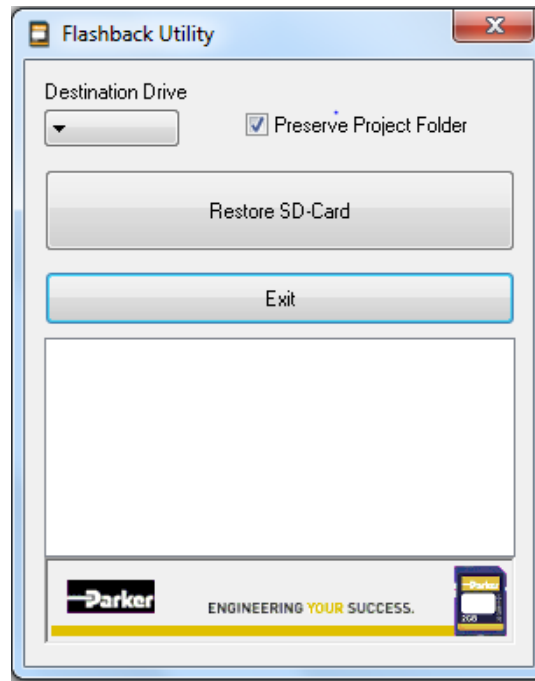 Flashback Utility
Destination Drive
Preserve Project Folder
Restore SD-Card
Exit
Parker
ENGINEERING YOUR SUCCESS.
Parker
2GB